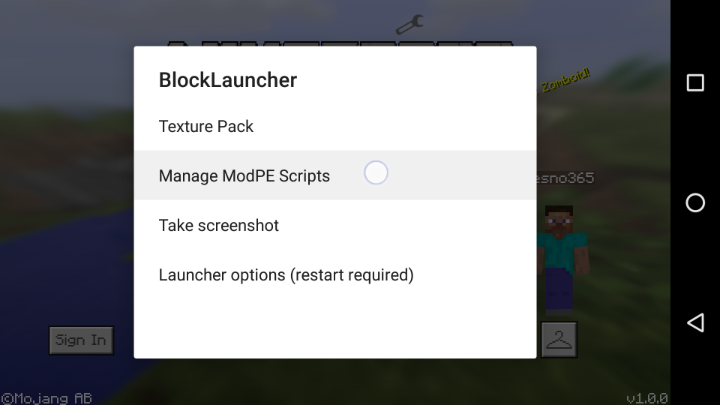 BlockLauncher
Zombaid!
Texture Pack
Manage ModPE Scripts
esno365
Take screenshot
Launcher options (restart required)
Sign In
©Mojang AB
v1.0.0